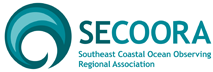 SECOORA
Southeast Coastal Ocean Observing
Regional Association